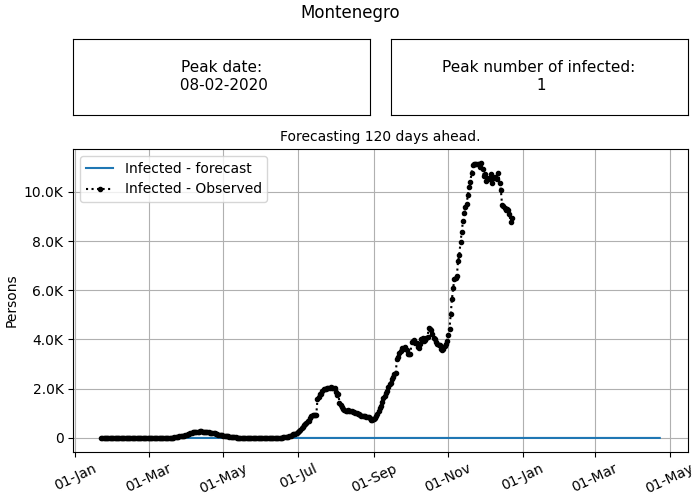 Montenegro
Peak date:
08-02-2020
Peak number of infected:
1
Forecasting 120 days ahead.
Infected - forecast
Infected - Observed
10.0K
8.0K
6.0K
4.0K
2.0K
0
Persons
01-Jan
01-Mar
01-May
01-Jul
01-Sep
01-Nov
01-Jan
01-Mar
01-May